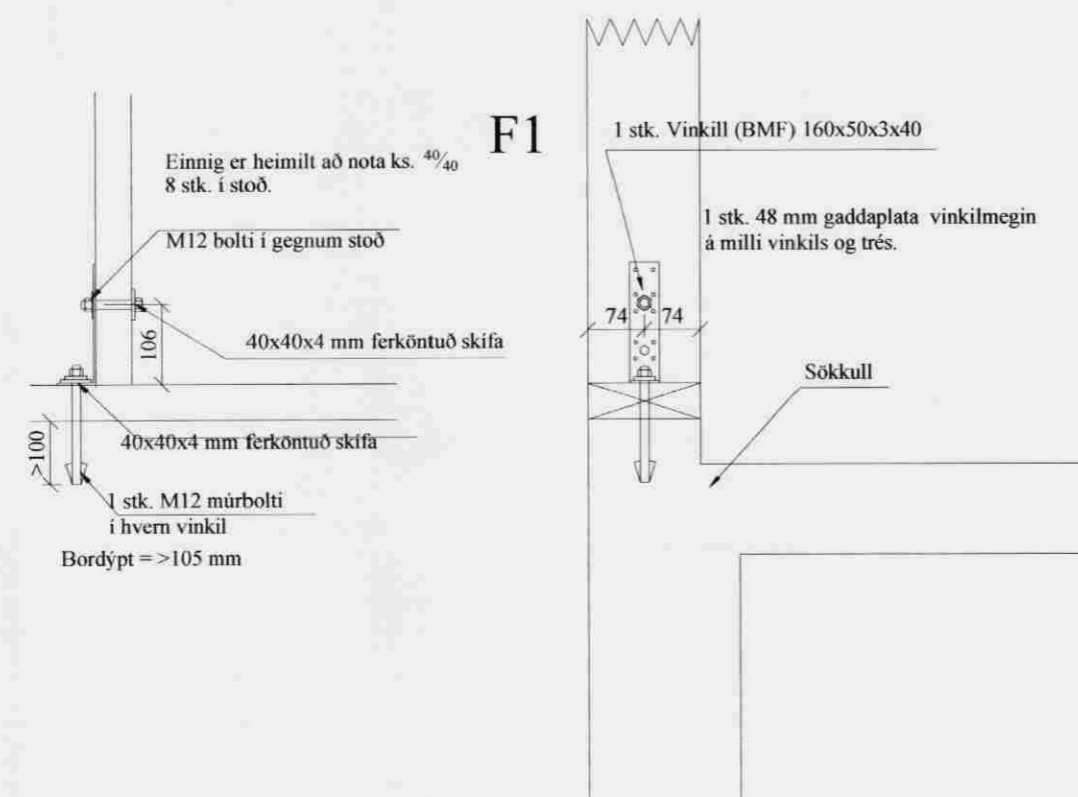 F1
Einnig er heimilt að nota ks. 40/40
8 stk. í stoð.
M12 bolti í gegnum stoð
106
40x40x4 mm ferköntuð skífa
40x40x4 mm ferköntuð skífa
>100
1 stk. M12 múrbolti
í hvern vinkil
Bordýpt = >105 mm
1 stk. Vinkill (BMF) 160x50x3x40
1 stk. 48 mm gaddaplata vinkilmegin
á milli vinkils og trés.
74
74
Sökkull